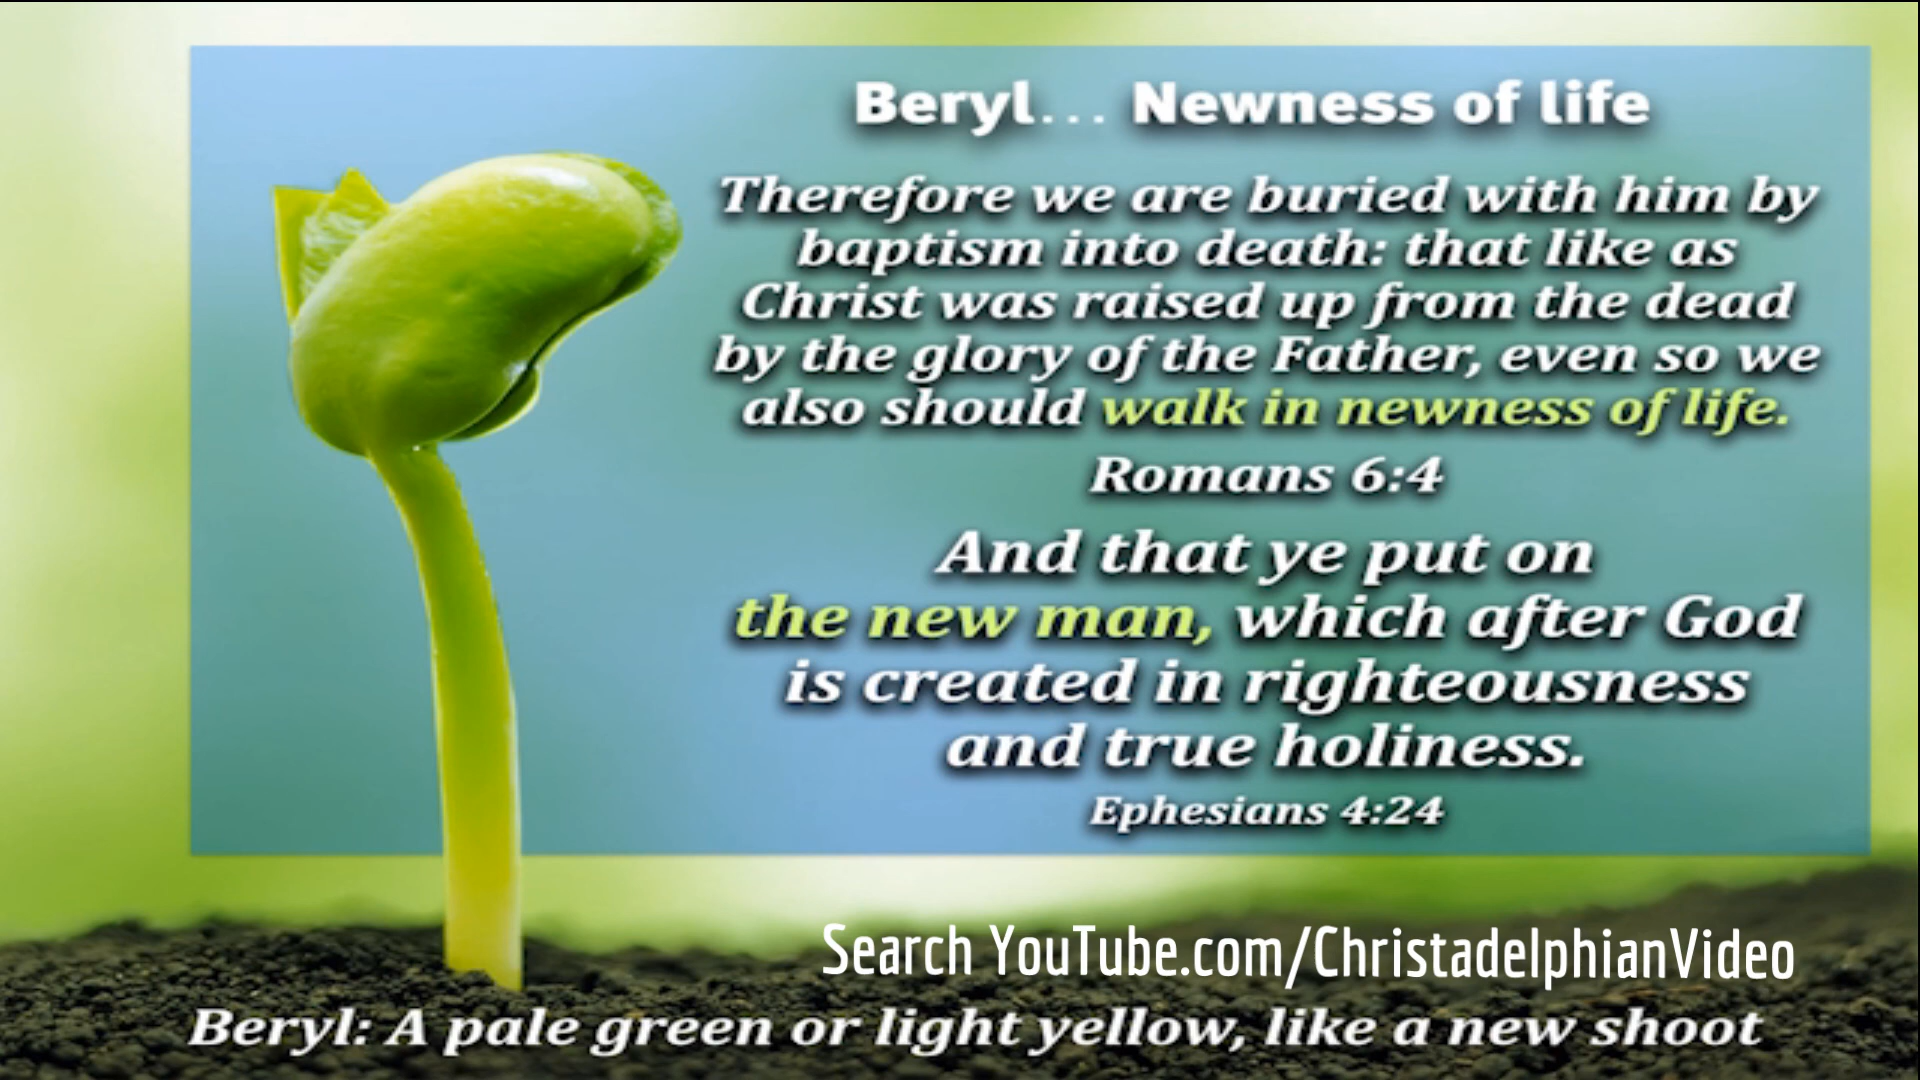 Beryl... Newness of life
Therefore we are buried with him by
baptism into death: that like as
Christ was raised up from the dead
by the glory of the Father, even so we
also should walk in newness of life.
Romans 6:4
And that ye put on
the new man, which after God
is created in righteousness
and true holiness.
Ephesians 4:24
Search YouTube.com/ChristadelphianVideo
Beryl: A pale green or light yellow, like a new shoot